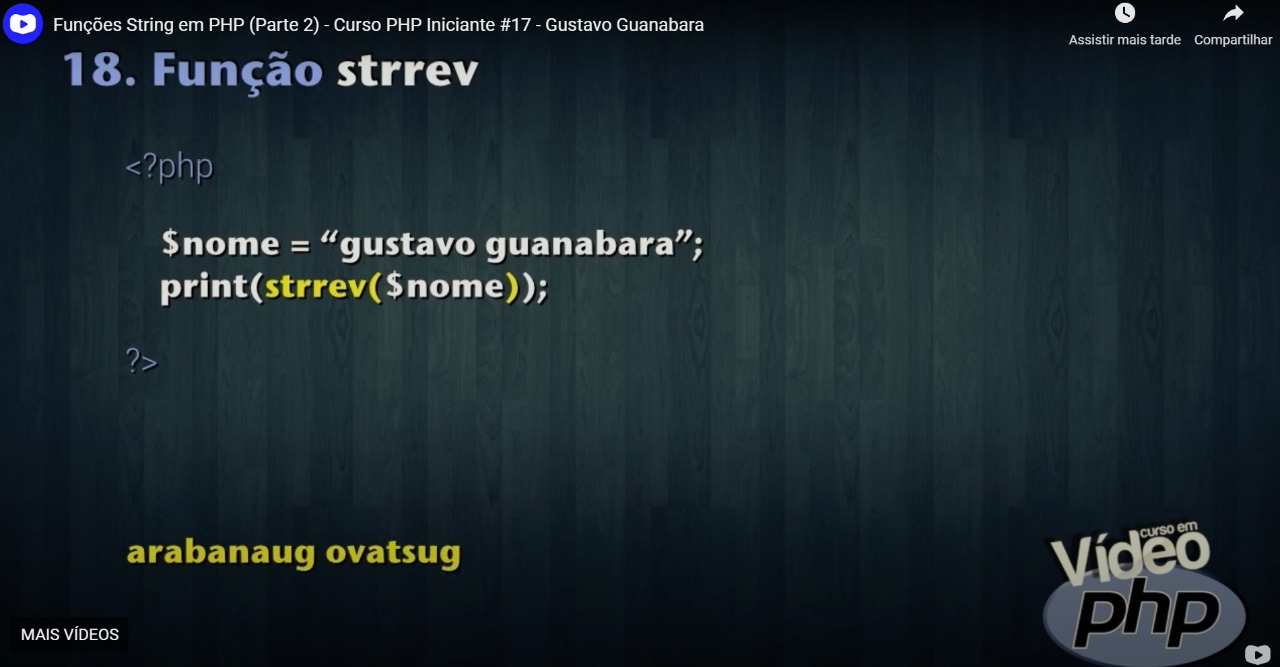 Funções String em PHP (Parte 2) - Curso PHP Iniciante #17 - Gustavo Guanabara
Assistir mais tarde
Compartilhar
18. Função strrev
<?php
$nome = “gustavo guanabara”;
print(strrev($nome));
?>
arabanaug ovatsug
curso em
Vídeo
php
MAIS VÍDEOS